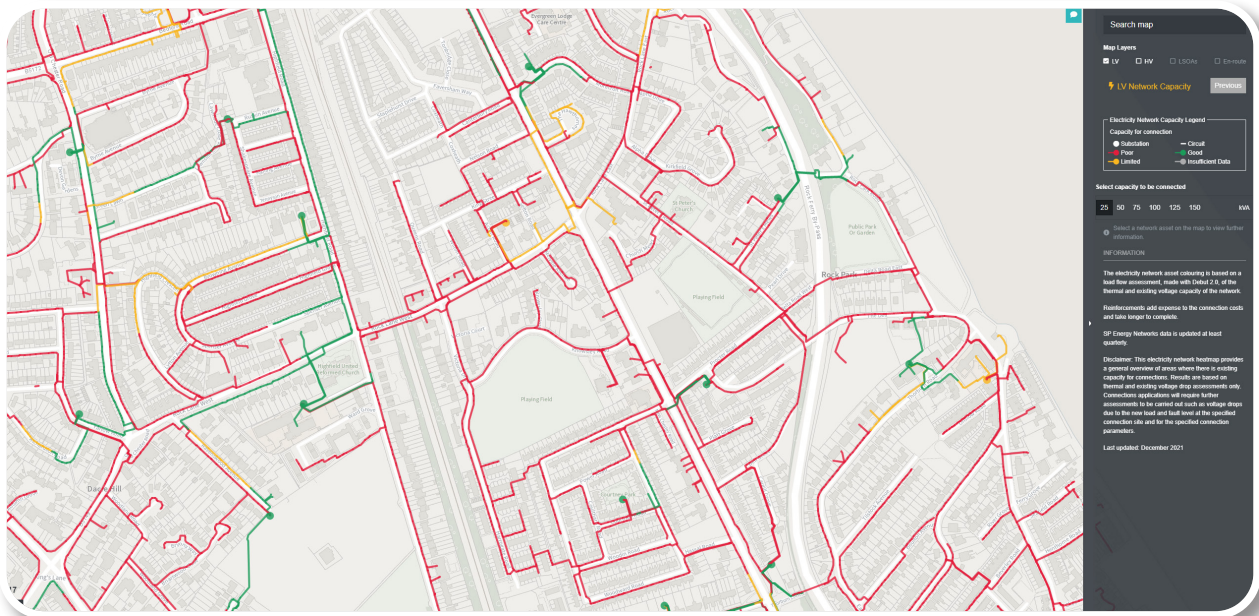 Evergreen Lodge
Care Centre
Faversham Way
St Peter's
Church
Rock Park
Public Park
Or Garden
Playing Field
Highfield United
Reformed Church
Playing Field
Courtney Park
Dacre Hill
Search map
Map Layers
LV HV LSOAs En-route
LV Network Capacity Previous
Electricity Network Capacity Legend
Capacity for connection
Substation Circuit
Poor Good
Limited Insufficient Data
Select capacity to be connected
25 50 75 100 125 150 kVA
Select a network asset on the map to view further
information.
INFORMATION
The electricity network asset colouring is based on a
load flow assessment, made with Debut 2.0, of the
thermal and existing voltage capacity of the network.
Reinforcements add expense to the connection costs
and take longer to complete.
SP Energy Networks data is updated at least
quarterly.
Disclaimer: This electricity network heatmap provides
a general overview of areas where there is existing
capacity for connections. Results are based on
thermal and existing voltage drop assessments only.
Connections applications will require further
assessments to be carried out such as voltage drops
due to the new load and fault level at the specified
connection site and for the specified connection
parameters.
Last updated: December 2021